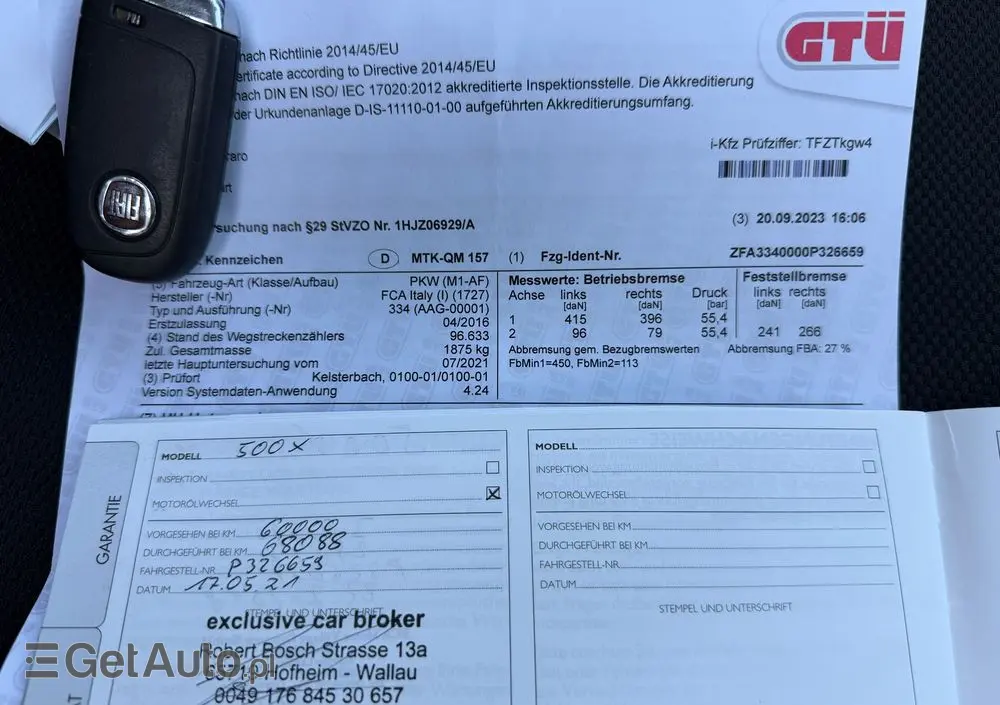 GTÜ
nach Richtlinie 2014/45/EU
ertificate according to Directive 2014/45/EU
nach DIN EN ISO/ IEC 17020:2012 akkreditierte Inspektionsstelle. Die Akkreditierung
der Urkundenanlage D-IS-11110-01-00 aufgeführten Akkreditierungsumfang.
i-Kfz Prüfziffer: TFZTkgw4
FIAT
suchung nach §29 StVZO Nr. 1HJZ06929/A (3) 20.09.2023 16:06
Kennzeichen D MTK-QM 157 (1) Fzg-Ident-Nr. ZFA3340000P326659
(5) Fahrzeug-Art (Klasse/Aufbau) PKW (M1-AF)
Hersteller (-Nr) FCA Italy (I) (1727)
Typ und Ausführung (-Nr) 334 (AAG-00001)
Erstzulassung 04/2016
(4) Stand des Wegstreckenzählers 96.633
Zul. Gesamtmasse 1875 kg
letzte Hauptuntersuchung vom 07/2021
(3) Prüfort Kelsterbach, 0100-01/0100-01
Version Systemdaten-Anwendung 4.24
Messwerte: Betriebsbremse Feststellbremse
Achse links rechts Druck links rechts
[daN] [daN] [bar] [daN] [daN]
1 415 396 55,4
2 96 79 55,4 241 266
Abbremsung gem. Bezugbremswerten Abbremsung FBA: 27 %
FbMin1=450, FbMin2=113
GARANTIE
MODELL 500X
INSPEKTION
MOTORÖLWECHSEL X
VORGESEHEN BEI KM 60000
DURCHGEFÜHRT BEI KM 68088
FAHRGESTELL-NR. P326659
DATUM 17.05.21
STEMPEL UND UNTERSCHRIFT
exclusive car broker
Robert Bosch Strasse 13a
65719 Hofheim - Wallau
0049 176 845 30 657
MODELL
INSPEKTION
MOTORÖLWECHSEL
VORGESEHEN BEI KM
DURCHGEFÜHRT BEI KM
FAHRGESTELL-NR.
DATUM
STEMPEL UND UNTERSCHRIFT
GetAuto.pl